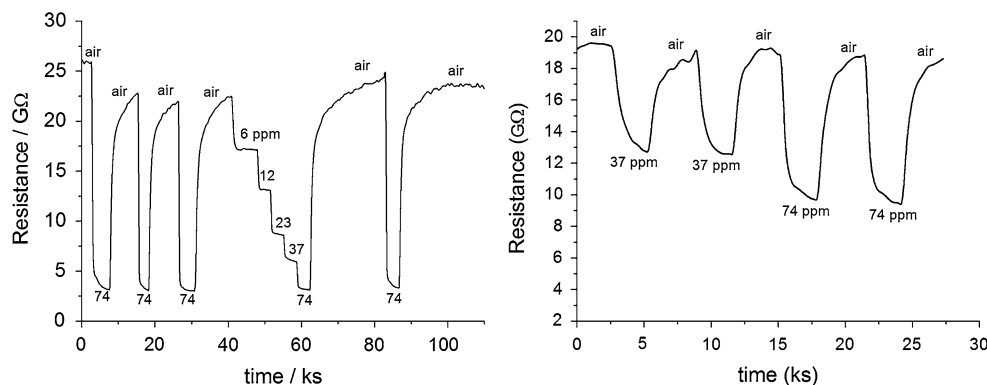 30
25
20
15
10
5
0
Resistance / GΩ
air
air
air
air
air
air
6 ppm
12
23
37
74
74
74
74
74
0
20
40
60
80
100
time / ks
20
18
16
14
12
10
8
6
4
2
Resistance (GΩ)
air
air
air
air
air
37 ppm
37 ppm
74 ppm
74 ppm
0
5
10
15
20
25
30
time (ks)